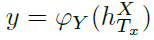 y = φ_Y(h^X_{T_x})